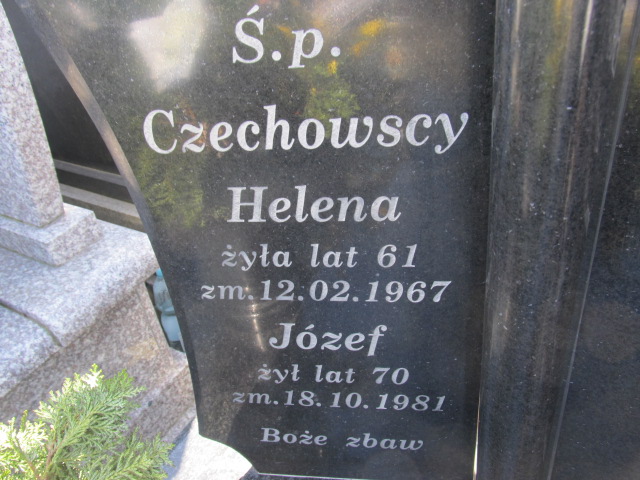 Ś.p.
Czechowscy
Helena
żyła lat 61
zm.12.02.1967
Józef
żył lat 70
zm.18.10.1981
Boże zbaw